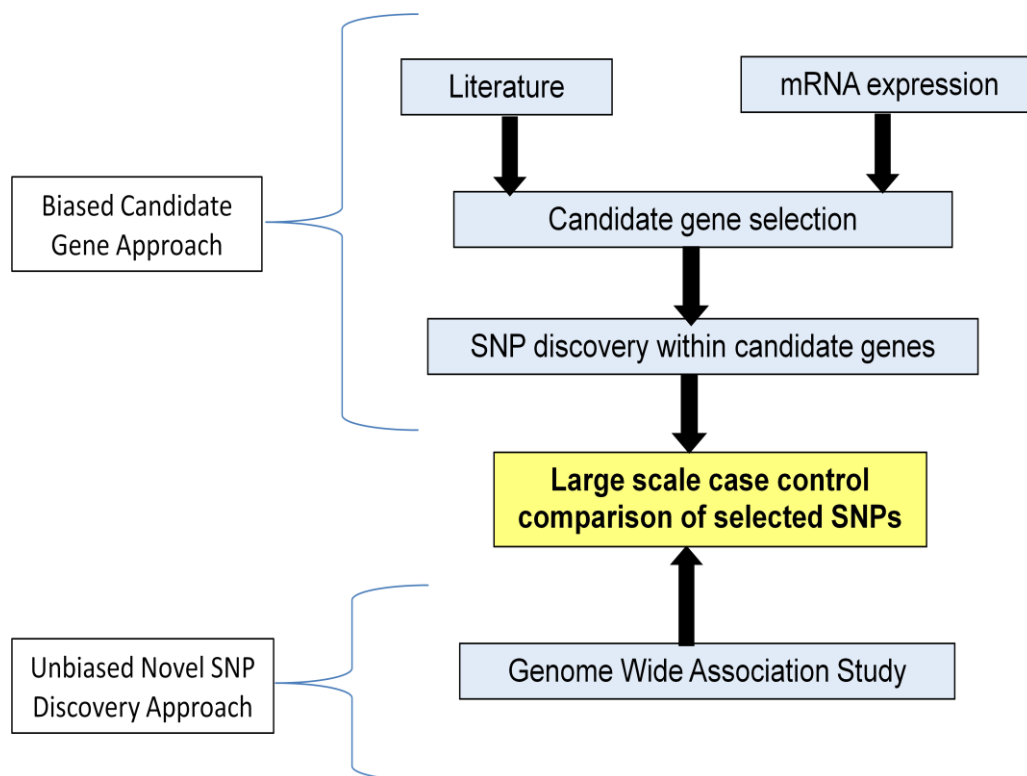 Literature
mRNA expression
Biased Candidate
Gene Approach
Candidate gene selection
SNP discovery within candidate genes
Large scale case control
comparison of selected SNPs
Unbiased Novel SNP
Discovery Approach
Genome Wide Association Study